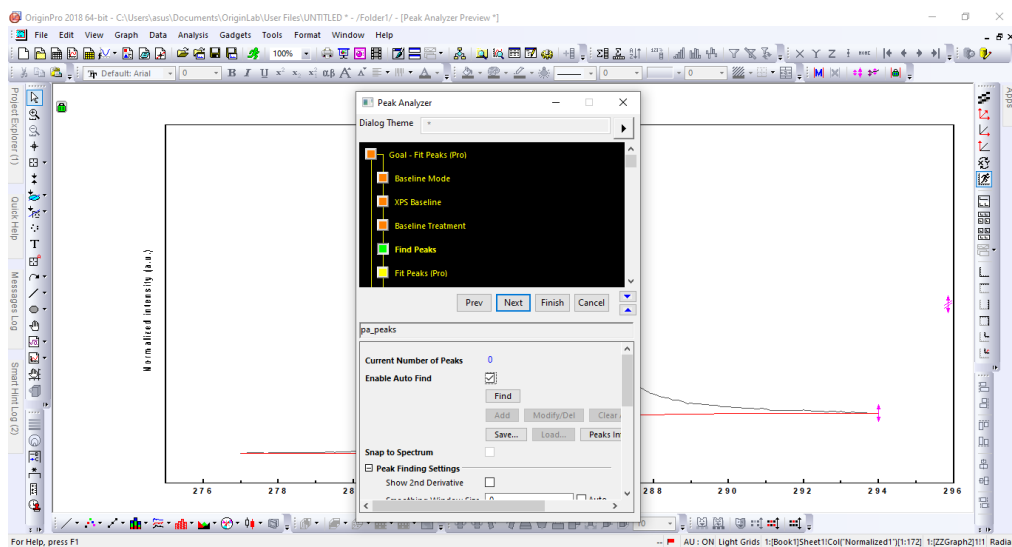 OriginPro 2018 64-bit - C:\Users\asus\Documents\OriginLab\User Files\UNTITLED * - /Folder1/ - [Peak Analyzer Preview *]
File Edit View Graph Data Analysis Gadgets Tools Format Window Help
100%
X Y Z
Default: Arial 0 B I U αβ A A
0 0
Project Explorer (1)
Quick Help
Messages Log
Smart Hint Log (2)
Apps
Peak Analyzer
Dialog Theme *
Goal - Fit Peaks (Pro)
Baseline Mode
XPS Baseline
Baseline Treatment
Find Peaks
Fit Peaks (Pro)
Prev Next Finish Cancel
pa_peaks
Current Number of Peaks 0
Enable Auto Find
Find
Add Modify/Del Clear
Save... Load... Peaks In
Snap to Spectrum
Peak Finding Settings
Show 2nd Derivative
Smoothing Window Size 0 Auto
Normalized intensity (a.u.)
276 278 28 288 290 292 294 296
10
For Help, press F1
-- AU : ON Light Grids 1:[Book1]Sheet1!Col("Normalized1")[1:172] 1:[ZZGraph2]1!1 Radia